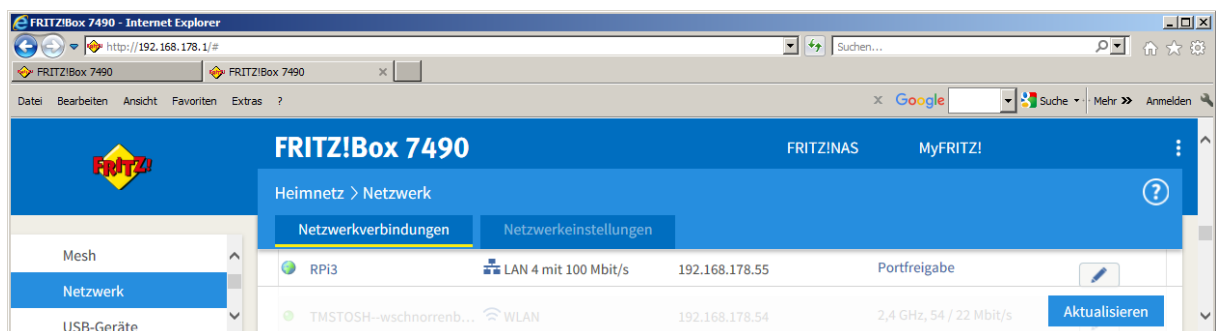 FRITZ!Box 7490 - Internet Explorer
http://192.168.178.1/# Suchen...
FRITZ!Box 7490 FRITZ!Box 7490
Datei Bearbeiten Ansicht Favoriten Extras ? x Google Suche Mehr >> Anmelden
FRITZ! FRITZ!Box 7490 FRITZ!NAS MyFRITZ!
Heimnetz > Netzwerk ?
Netzwerkverbindungen Netzwerkeinstellungen
Mesh
Netzwerk
USB-Geräte
RPi3 LAN 4 mit 100 Mbit/s 192.168.178.55 Portfreigabe
TMSTOSH--wschnorrenb... WLAN 192.168.178.54 2,4 GHz, 54 / 22 Mbit/s
Aktualisieren